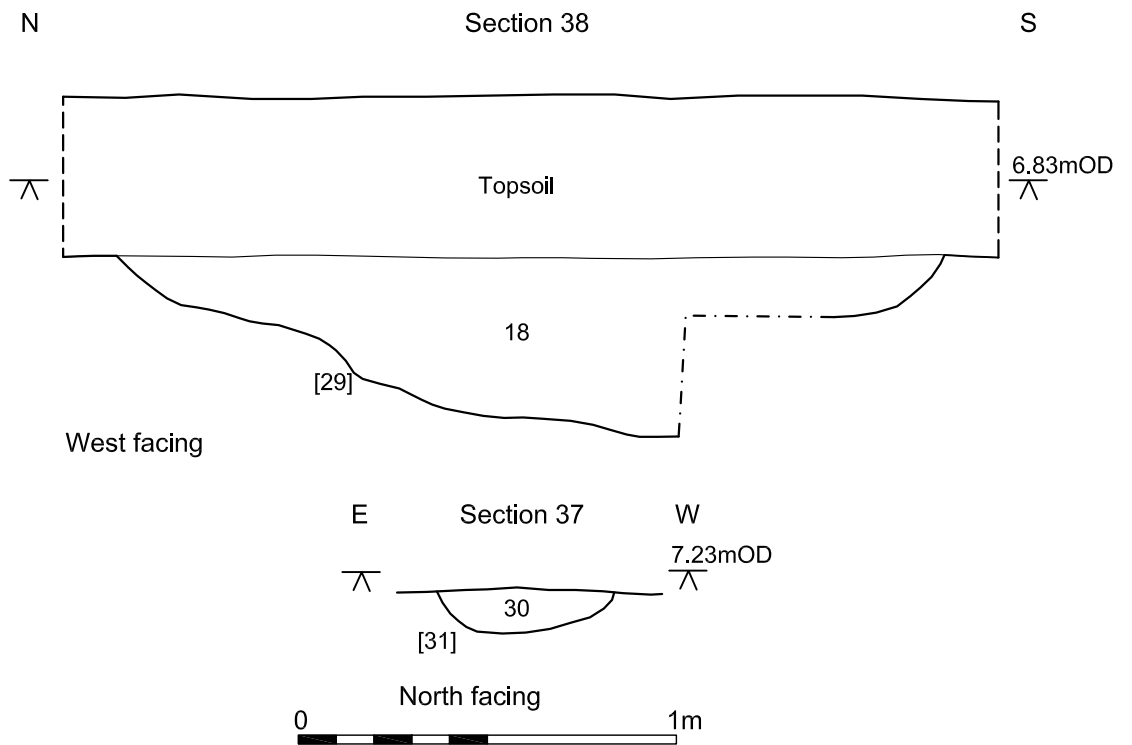 N Section 38 S
6.83mOD
Topsoil
18
[29]
West facing
E Section 37 W
7.23mOD
30
[31]
North facing
0 1m